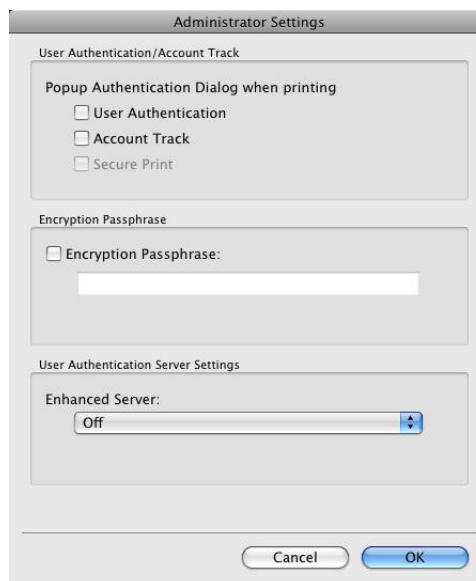 Administrator Settings
User Authentication/Account Track
Popup Authentication Dialog when printing
User Authentication
Account Track
Secure Print
Encryption Passphrase
Encryption Passphrase:
User Authentication Server Settings
Enhanced Server:
Off
Cancel
OK